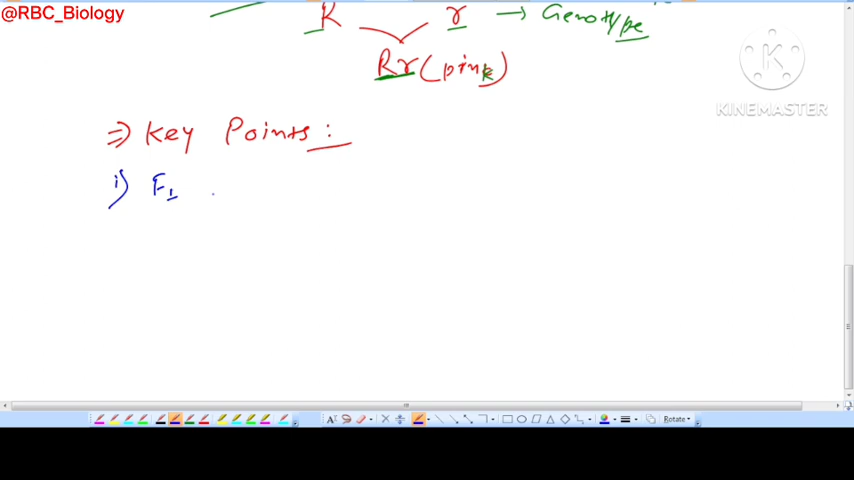 @RBC_Biology
R r → Genotype
Rr (pink)
KINEMASTER
⇒ Key Points :
i) F₁
Rotate